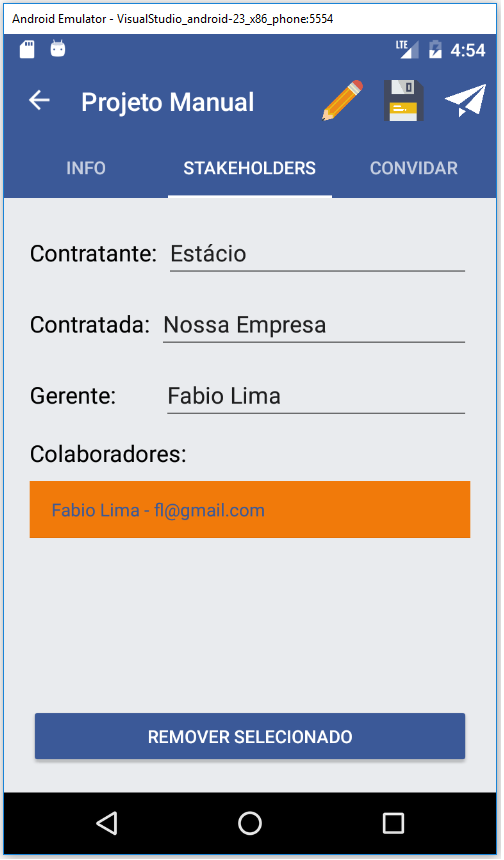 Android Emulator - VisualStudio_android-23_x86_phone:5554
LTE 4:54
Projeto Manual
INFO STAKEHOLDERS CONVIDAR
Contratante: Estácio
Contratada: Nossa Empresa
Gerente: Fabio Lima
Colaboradores:
Fabio Lima - fl@gmail.com
REMOVER SELECIONADO